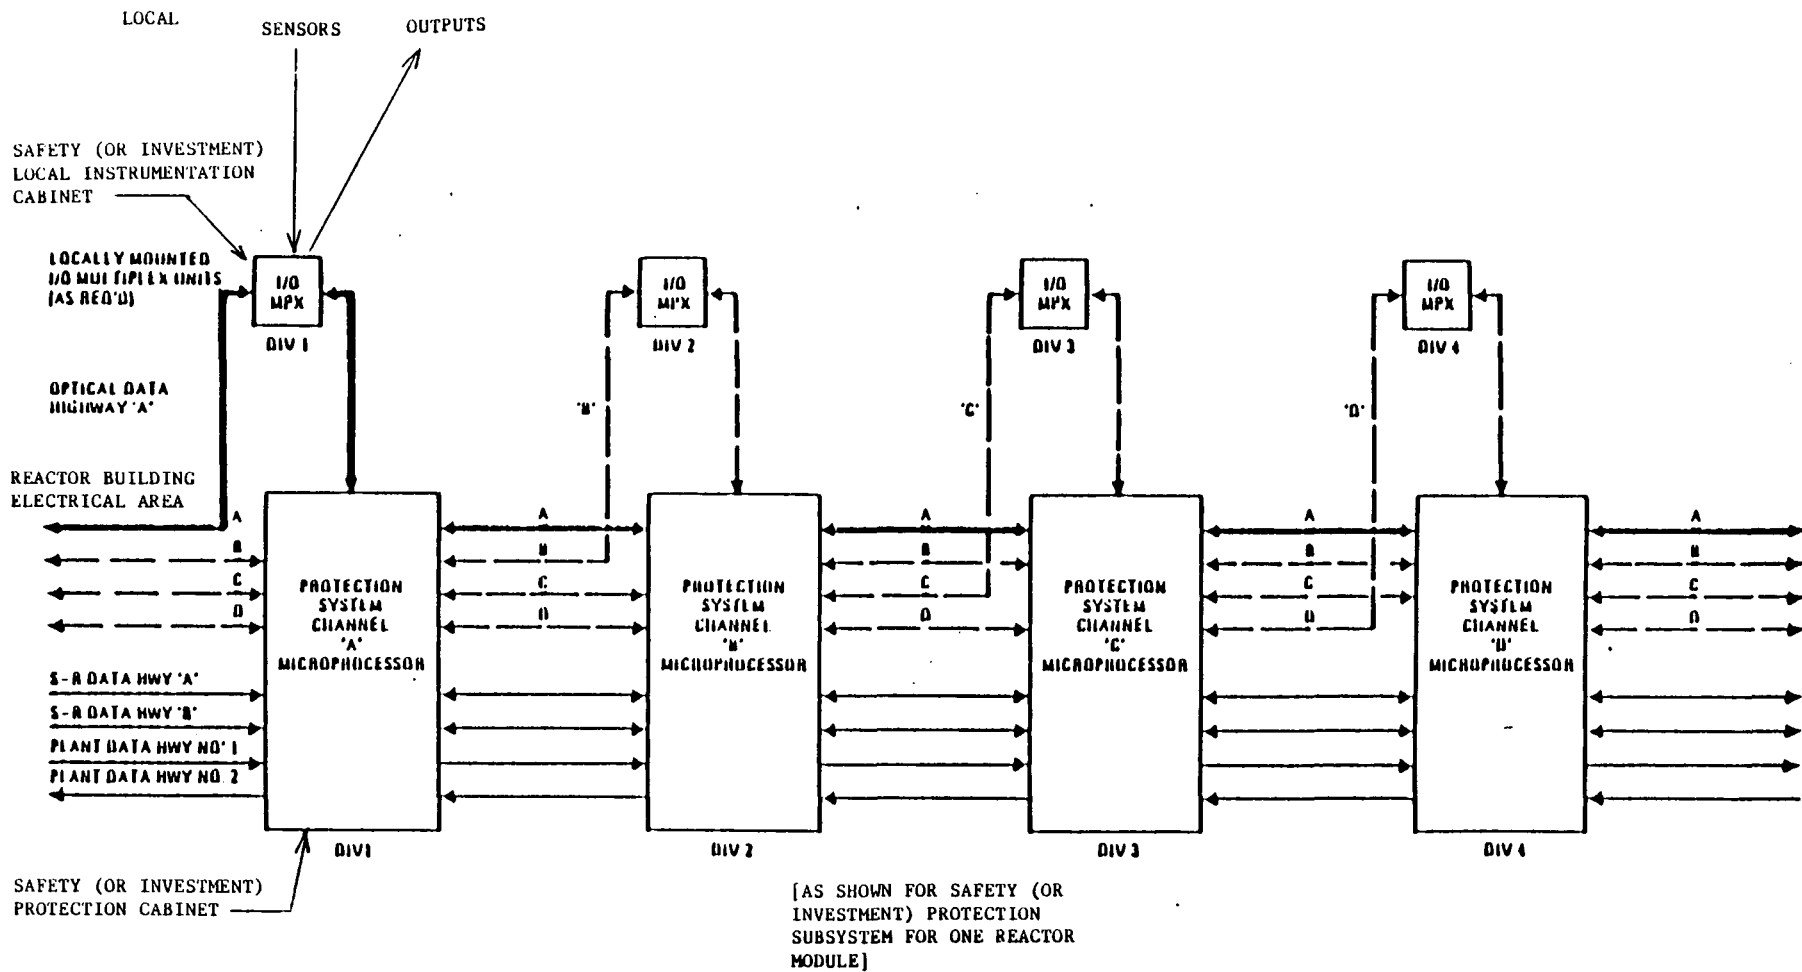 LOCAL
SENSORS
OUTPUTS
SAFETY (OR INVESTMENT)
LOCAL INSTRUMENTATION
CABINET
LOCALLY MOUNTED
I/O MULTIPLEX UNITS
(AS REQ'D)
I/O
MPX
DIV 1
I/O
MPX
DIV 2
I/O
MPX
DIV 3
I/O
MPX
DIV 4
OPTICAL DATA
HIGHWAY 'A'
'B'
'C'
'D'
REACTOR BUILDING
ELECTRICAL AREA
A
B
C
D
A
B
C
D
A
B
C
D
A
B
C
D
A
B
C
D
PROTECTION
SYSTEM
CHANNEL
'A'
MICROPROCESSOR
PROTECTION
SYSTEM
CHANNEL
'B'
MICROPROCESSOR
PROTECTION
SYSTEM
CHANNEL
'C'
MICROPROCESSOR
PROTECTION
SYSTEM
CHANNEL
'D'
MICROPROCESSOR
S-R DATA HWY 'A'
S-R DATA HWY 'B'
PLANT DATA HWY NO. 1
PLANT DATA HWY NO. 2
DIV1
DIV 2
DIV 3
DIV 4
SAFETY (OR INVESTMENT)
PROTECTION CABINET
[AS SHOWN FOR SAFETY (OR
INVESTMENT) PROTECTION
SUBSYSTEM FOR ONE REACTOR
MODULE]